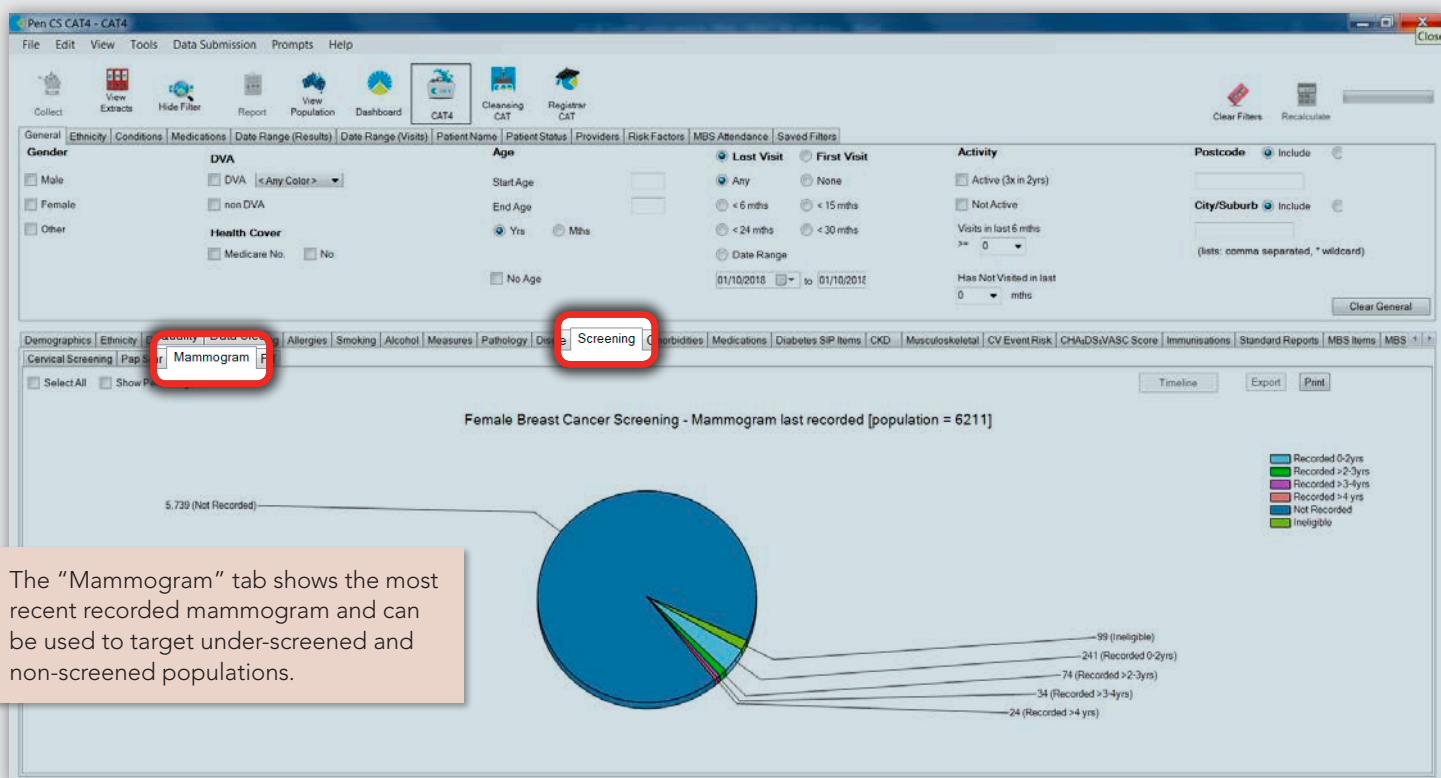 Pen CS CAT4 - CAT4
Close
File Edit View Tools Data Submission Prompts Help
Collect
View Extracts
Hide Filter
Report
View Population
Dashboard
CAT4
Cleansing CAT
Registrar CAT
Clear Filters
Recalculate
General Ethnicity Conditions Medications Date Range (Results) Date Range (Visits) Patient Name Patient Status Providers Risk Factors MBS Attendance Saved Filters
Gender
Male
Female
Other
DVA
DVA <Any Color>
non DVA
Health Cover
Medicare No. No
Age
Start Age
End Age
Yrs Mths
No Age
Last Visit First Visit
Any None
< 6 mths < 15 mths
< 24 mths < 30 mths
Date Range
01/10/2018 to 01/10/2018
Activity
Active (3x in 2yrs)
Not Active
Visits in last 6 mths
>= 0
Has Not Visited in last
0 mths
Postcode Include
City/Suburb Include
(lists: comma separated, * wildcard)
Clear General
Demographics Ethnicity Allergies Smoking Alcohol Measures Pathology Screening Medications Diabetes SIP Items CKD Musculoskeletal CV Event Risk CHA₂DS₂VASC Score Immunisations Standard Reports MBS Items MBS
Cervical Screening Pap Mammogram
Select All Show
Timeline Export Print
Female Breast Cancer Screening - Mammogram last recorded [population = 6211]
Recorded 0-2yrs
Recorded >2-3yrs
Recorded >3-4yrs
Recorded >4 yrs
Not Recorded
Ineligible
5,739 (Not Recorded)
99 (Ineligible)
241 (Recorded 0-2yrs)
74 (Recorded >2-3yrs)
34 (Recorded >3-4yrs)
24 (Recorded >4 yrs)
The “Mammogram” tab shows the most
recent recorded mammogram and can
be used to target under-screened and
non-screened populations.